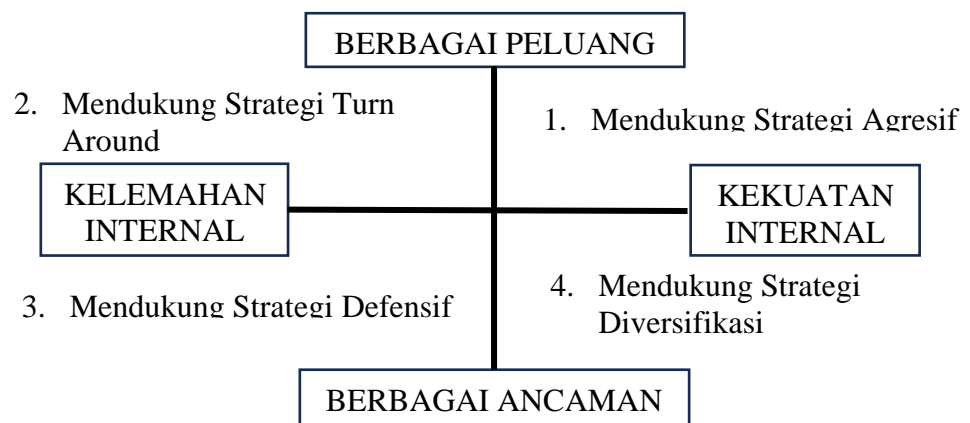 BERBAGAI PELUANG
2. Mendukung Strategi Turn
Around
1. Mendukung Strategi Agresif
KELEMAHAN
INTERNAL
KEKUATAN
INTERNAL
3. Mendukung Strategi Defensif
4. Mendukung Strategi
Diversifikasi
BERBAGAI ANCAMAN